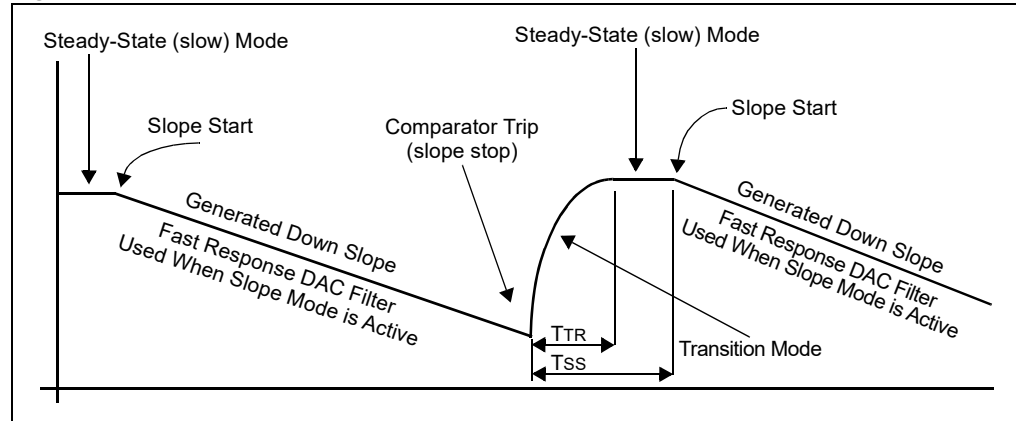 Steady-State (slow) Mode
Steady-State (slow) Mode
Slope Start
Comparator Trip
(slope stop)
Slope Start
Generated Down Slope
Fast Response DAC Filter
Used When Slope Mode is Active
Generated Down Slope
Fast Response DAC Filter
Used When Slope Mode is Active
TTR
Transition Mode
TSS